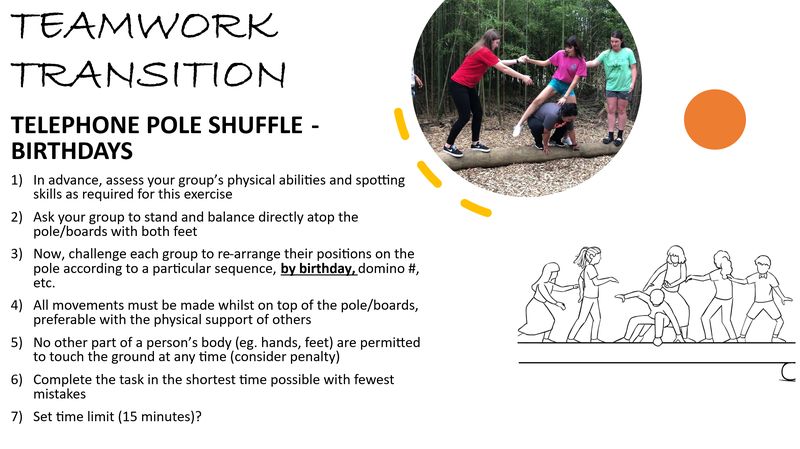 TEAMWORK
TRANSITION
TELEPHONE POLE SHUFFLE -
BIRTHDAYS
1) In advance, assess your group's physical abilities and spotting
skills as required for this exercise
2) Ask your group to stand and balance directly atop the
pole/boards with both feet
3) Now, challenge each group to re-arrange their positions on the
pole according to a particular sequence, by birthday, domino #,
etc.
4) All movements must be made whilst on top of the pole/boards,
preferable with the physical support of others
5) No other part of a person's body (eg. hands, feet) are permitted
to touch the ground at any time (consider penalty)
6) Complete the task in the shortest time possible with fewest
mistakes
7) Set time limit (15 minutes)?